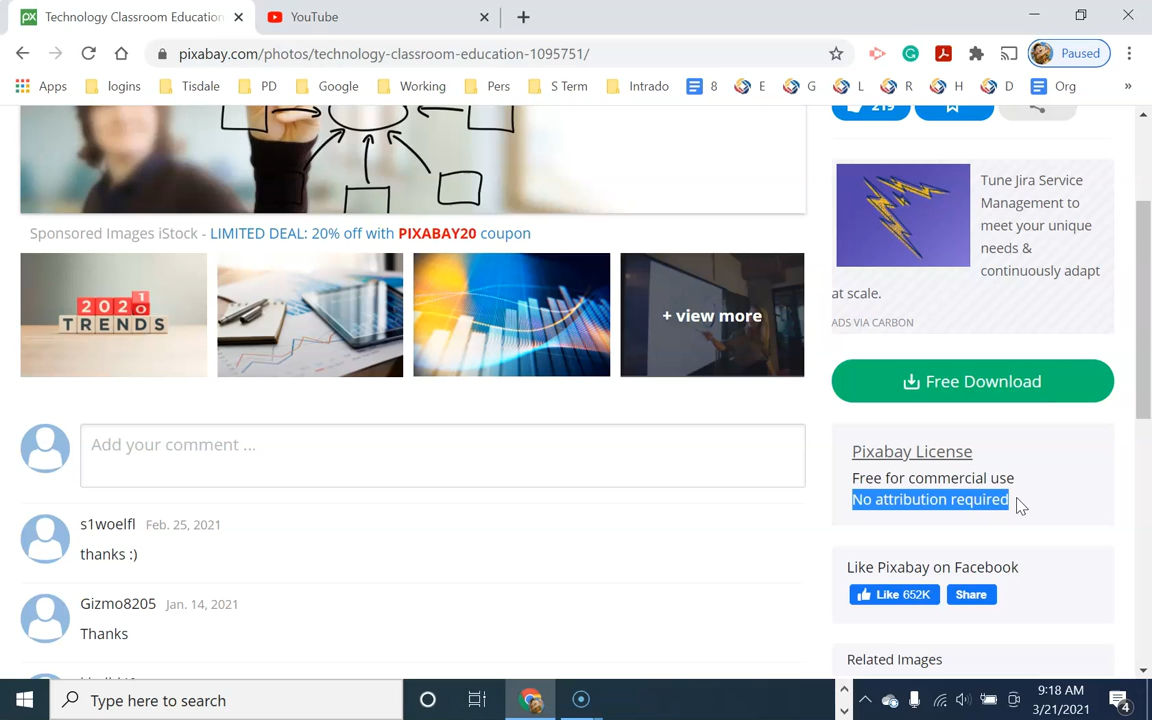 Technology Classroom Education
YouTube
pixabay.com/photos/technology-classroom-education-1095751/
Paused
Apps
logins
Tisdale
PD
Google
Working
Pers
S Term
Intrado
8
E
G
L
R
H
D
Org
»
219
Sponsored Images iStock - LIMITED DEAL: 20% off with PIXABAY20 coupon
TRENDS
+ view more
Tune Jira Service
Management to
meet your unique
needs &
continuously adapt
at scale.
ADS VIA CARBON
Free Download
Add your comment ...
Pixabay License
Free for commercial use
No attribution required
s1woelfl Feb. 25, 2021
thanks :)
Like Pixabay on Facebook
Like 652K
Share
Gizmo8205 Jan. 14, 2021
Thanks
Related Images
Type here to search
9:18 AM
3/21/2021
4